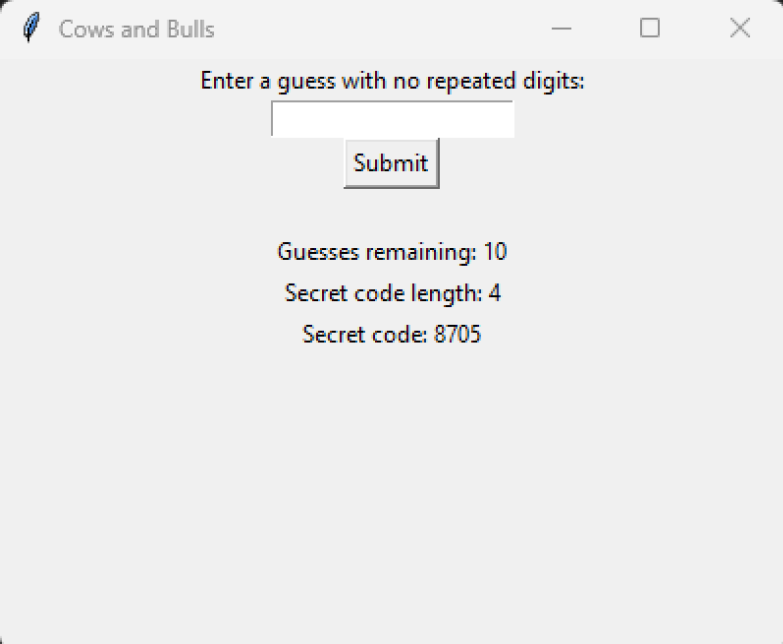 Cows and Bulls
Enter a guess with no repeated digits:
Submit
Guesses remaining: 10
Secret code length: 4
Secret code: 8705